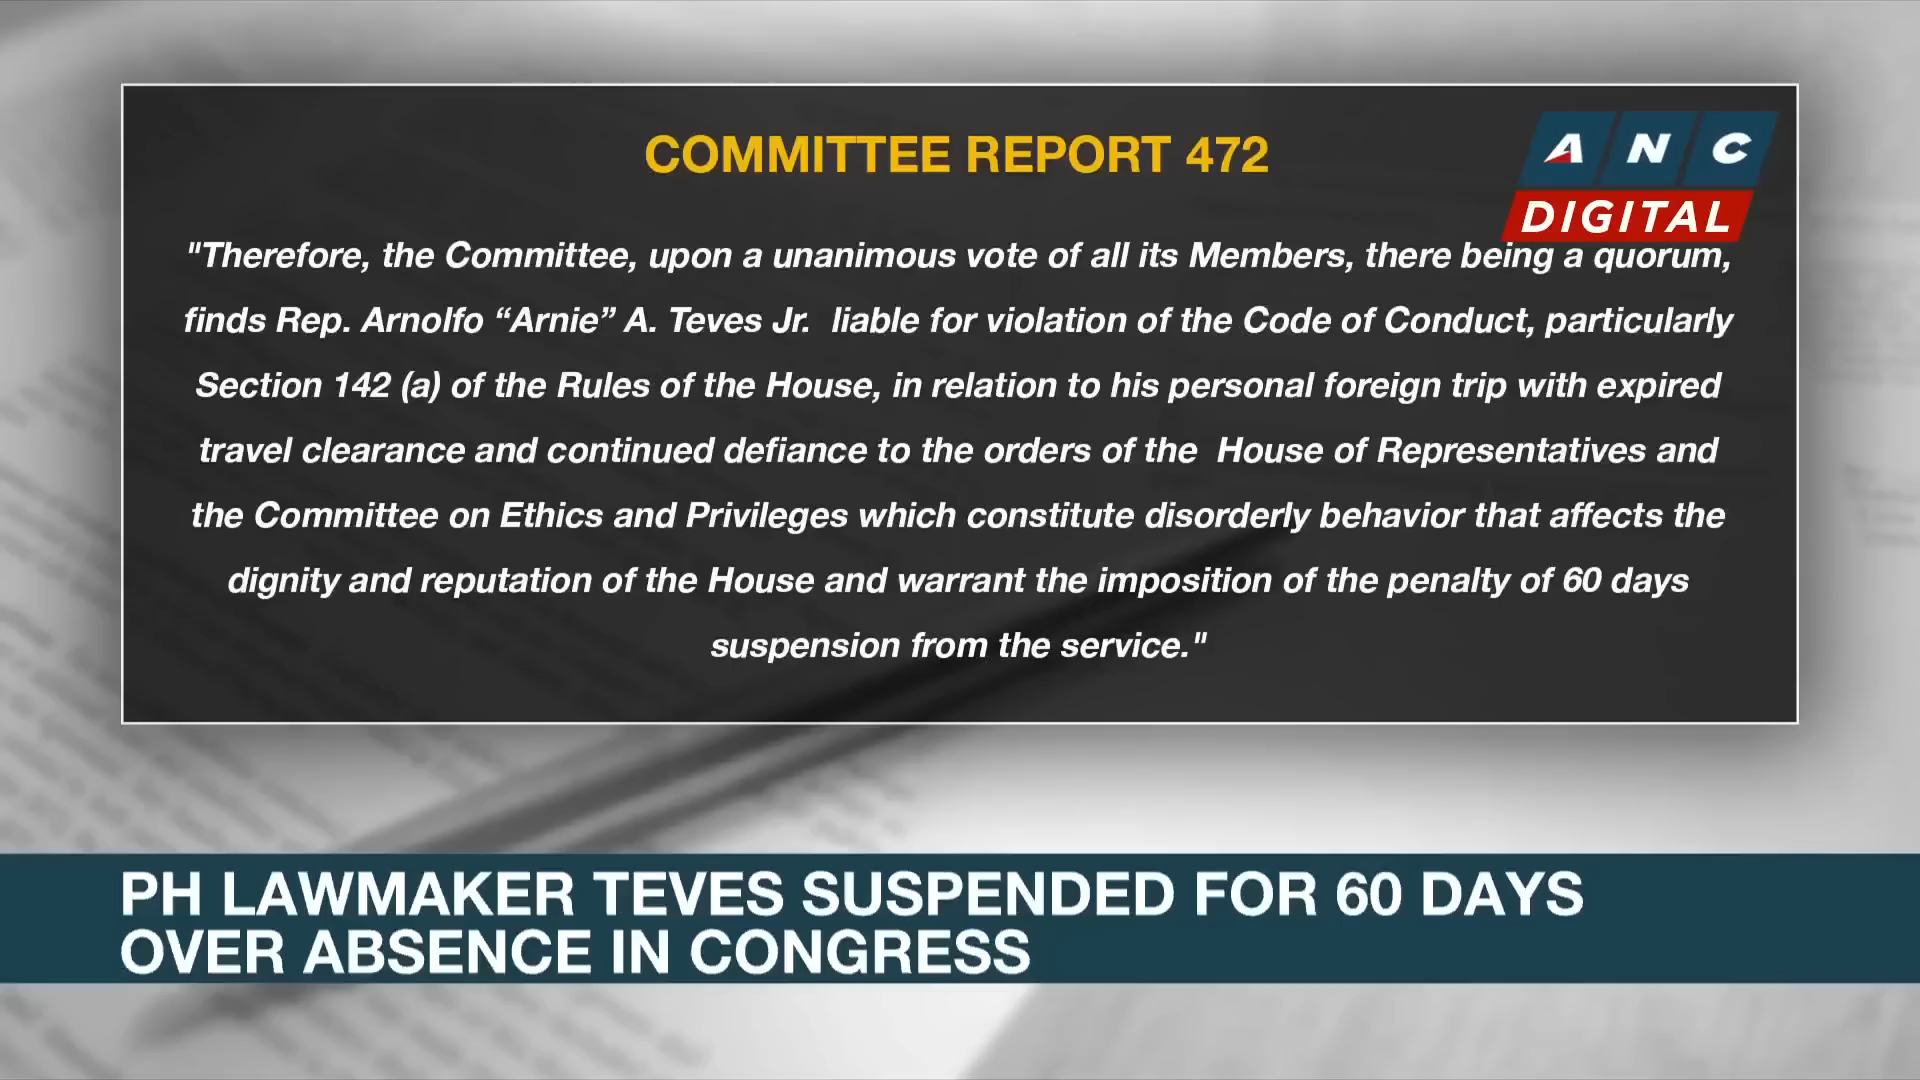 COMMITTEE REPORT 472
ANC
DIGITAL
"Therefore, the Committee, upon a unanimous vote of all its Members, there being a quorum,
finds Rep. Arnolfo “Arnie” A. Teves Jr.  liable for violation of the Code of Conduct, particularly
Section 142 (a) of the Rules of the House, in relation to his personal foreign trip with expired
travel clearance and continued defiance to the orders of the  House of Representatives and
the Committee on Ethics and Privileges which constitute disorderly behavior that affects the
dignity and reputation of the House and warrant the imposition of the penalty of 60 days
suspension from the service."
PH LAWMAKER TEVES SUSPENDED FOR 60 DAYS
OVER ABSENCE IN CONGRESS